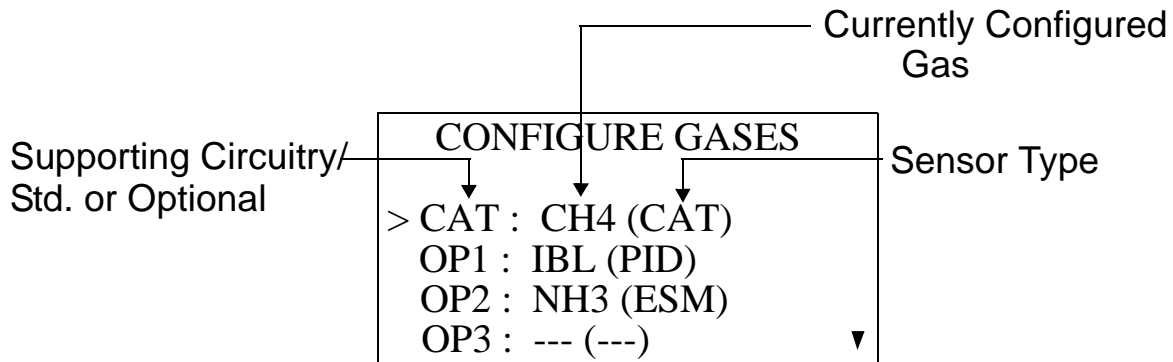 Currently Configured
Gas
CONFIGURE GASES
Supporting Circuitry/
Std. or Optional
Sensor Type
> CAT : CH4 (CAT)
OP1 : IBL (PID)
OP2 : NH3 (ESM)
OP3 : --- (---)